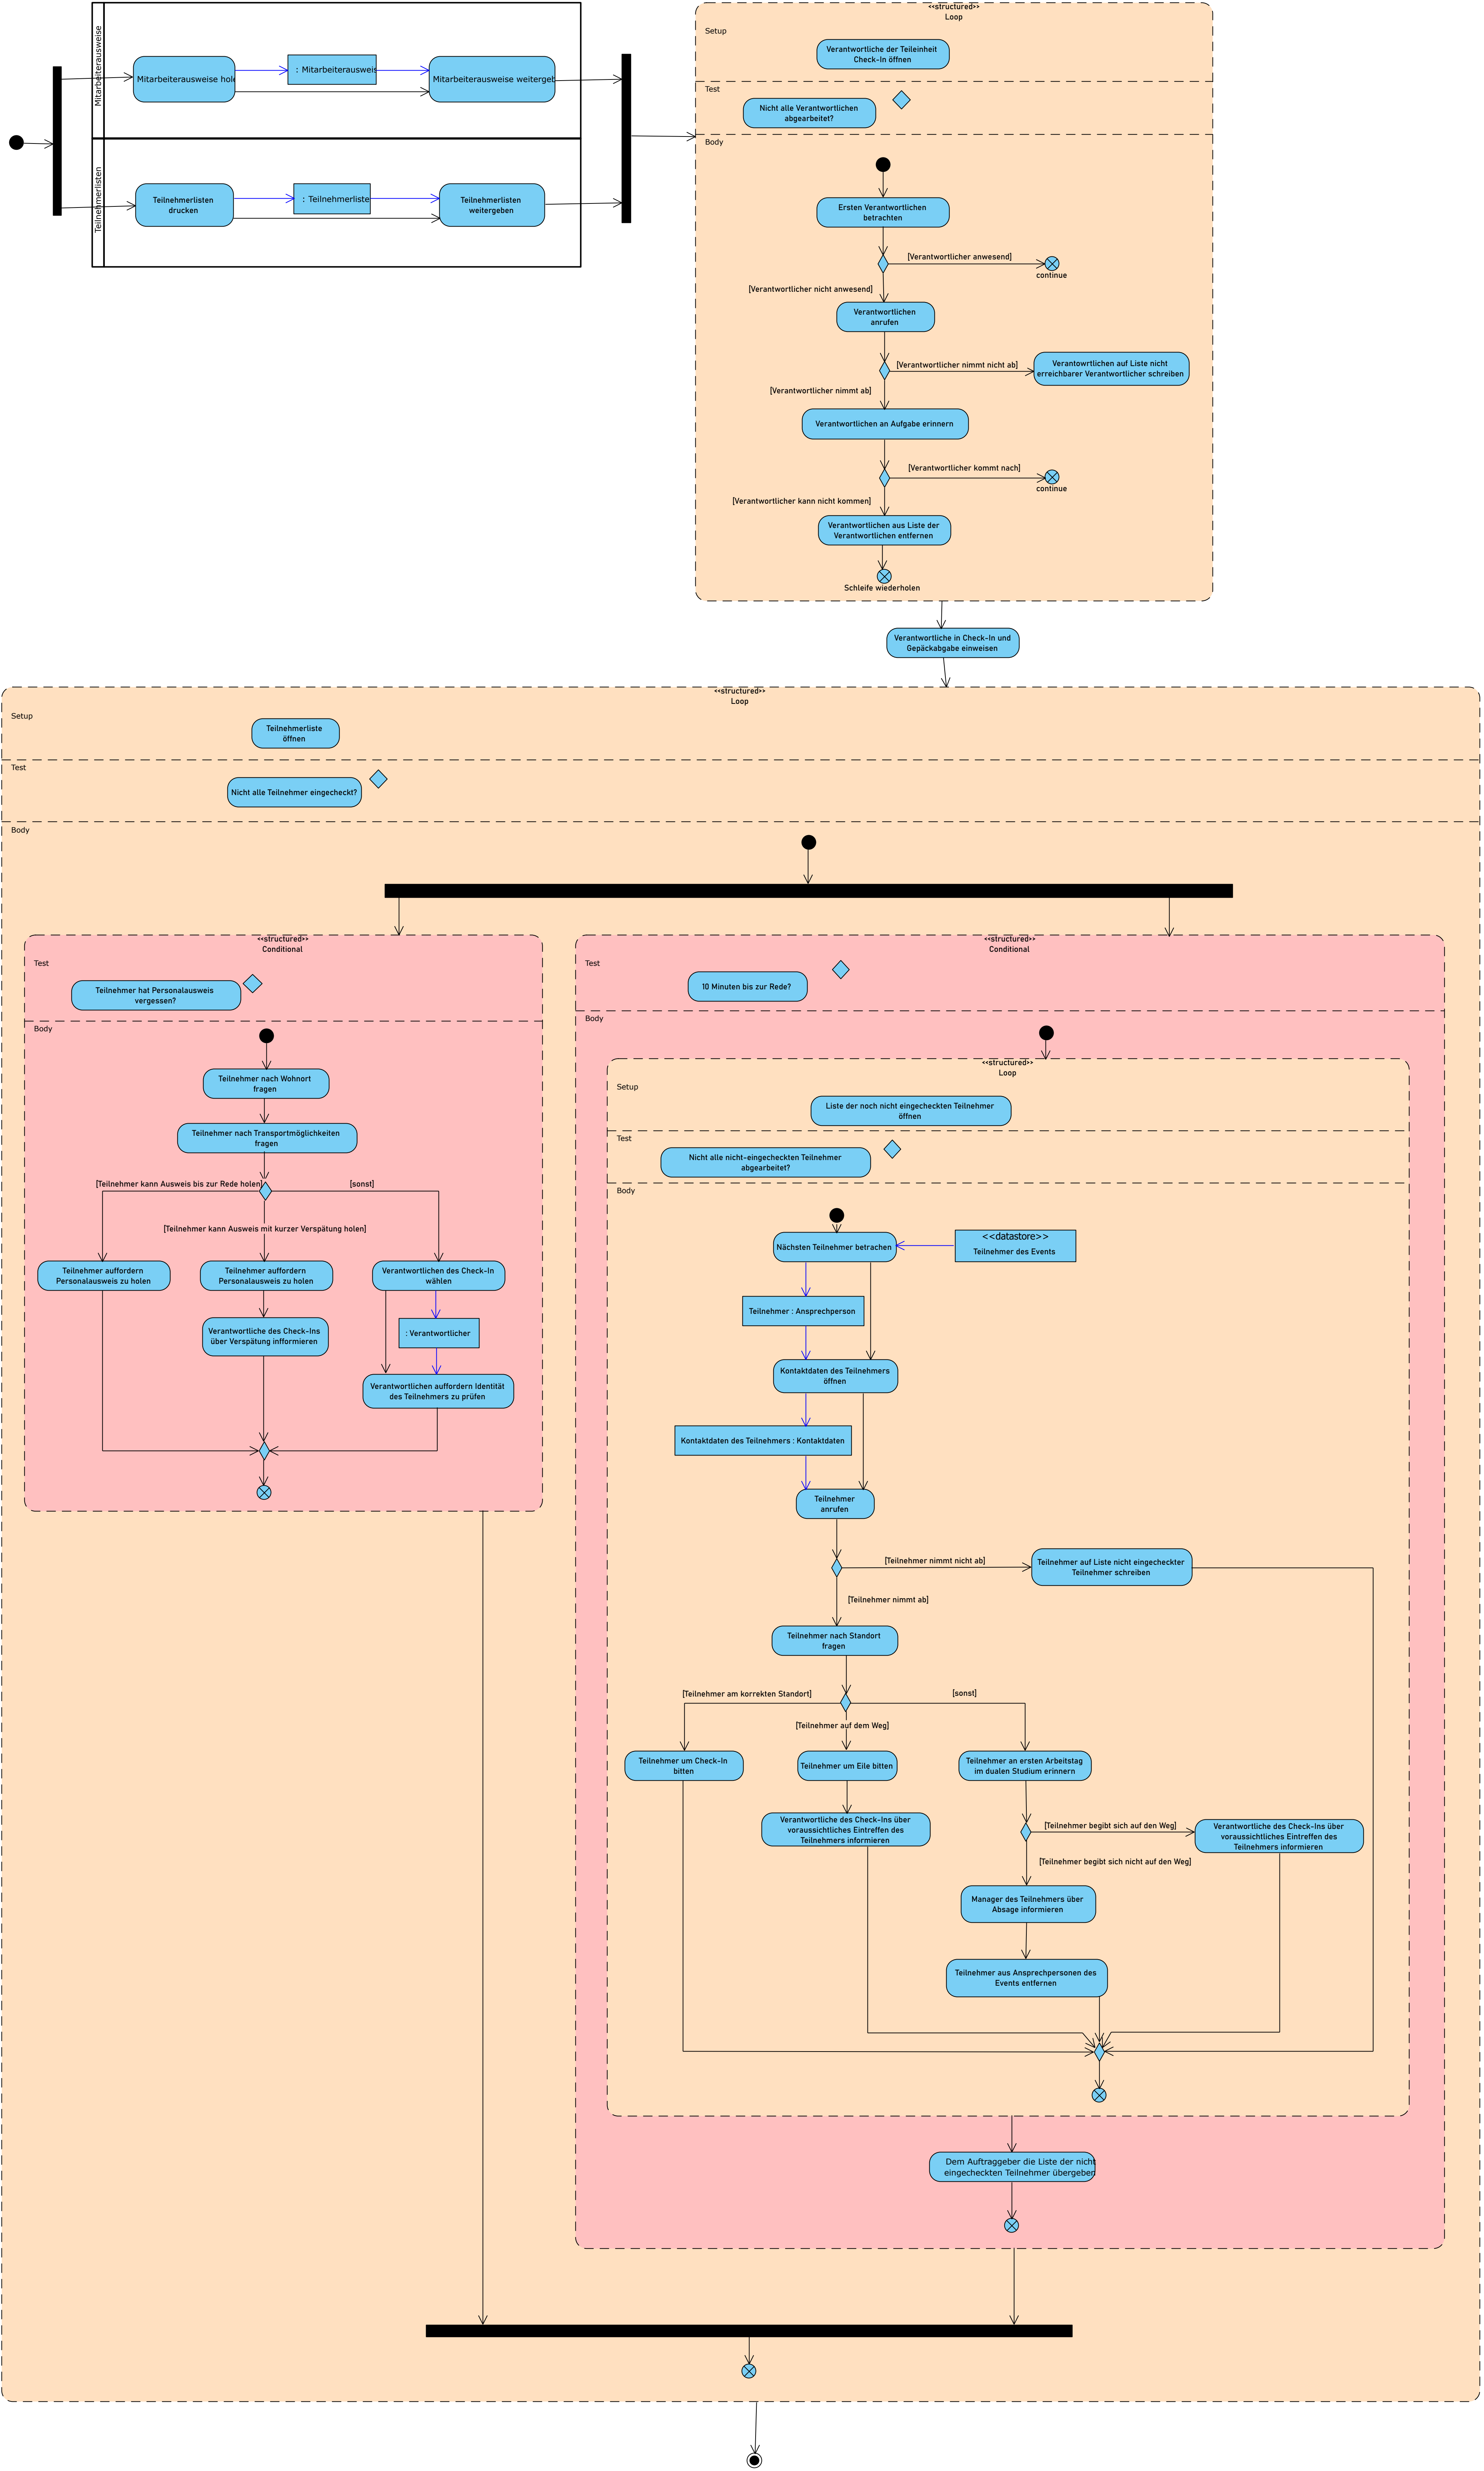 Mitarbeiterausweise
Mitarbeiterausweise hole
: Mitarbeiterausweis
Mitarbeiterausweise weitergeb
Teilnehmerlisten
Teilnehmerlisten
drucken
: Teilnehmerliste
Teilnehmerlisten
weitergeben
<<structured>>
Loop
Setup
Verantwortliche der Teileinheit
Check-In öffnen
Test
Nicht alle Verantwortlichen
abgearbeitet?
Body
Ersten Verantwortlichen
betrachten
[Verantwortlicher anwesend]
continue
[Verantwortlicher nicht anwesend]
Verantwortlichen
anrufen
[Verantwortlicher nimmt nicht ab]
Verantowrtlichen auf Liste nicht
erreichbarer Verantwortlicher schreiben
[Verantwortlicher nimmt ab]
Verantwortlichen an Aufgabe erinnern
[Verantwortlicher kommt nach]
continue
[Verantwortlicher kann nicht kommen]
Verantwortlichen aus Liste der
Verantwortlichen entfernen
Schleife wiederholen
Verantwortliche in Check-In und
Gepäckabgabe einweisen
<<structured>>
Loop
Setup
Teilnehmerliste
öffnen
Test
Nicht alle Teilnehmer eingecheckt?
Body
<<structured>>
Conditional
Test
Teilnehmer hat Personalausweis
vergessen?
Body
Teilnehmer nach Wohnort
fragen
Teilnehmer nach Transportmöglichkeiten
fragen
[Teilnehmer kann Ausweis bis zur Rede holen]
[sonst]
[Teilnehmer kann Ausweis mit kurzer Verspätung holen]
Teilnehmer auffordern
Personalausweis zu holen
Teilnehmer auffordern
Personalausweis zu holen
Verantwortlichen des Check-In
wählen
Verantwortliche des Check-Ins
über Verspätung infformieren
: Verantwortlicher
Verantwortlichen auffordern Identität
des Teilnehmers zu prüfen
<<structured>>
Conditional
Test
10 Minuten bis zur Rede?
Body
<<structured>>
Loop
Setup
Liste der noch nicht eingecheckten Teilnehmer
öffnen
Test
Nicht alle nicht-eingecheckten Teilnehmer
abgearbeitet?
Body
Nächsten Teilnehmer betrachen
<<datastore>>
Teilnehmer des Events
Teilnehmer : Ansprechperson
Kontaktdaten des Teilnehmers
öffnen
Kontaktdaten des Teilnehmers : Kontaktdaten
Teilnehmer
anrufen
[Teilnehmer nimmt nicht ab]
Teilnehmer auf Liste nicht eingecheckter
Teilnehmer schreiben
[Teilnehmer nimmt ab]
Teilnehmer nach Standort
fragen
[Teilnehmer am korrekten Standort]
[sonst]
[Teilnehmer auf dem Weg]
Teilnehmer um Check-In
bitten
Teilnehmer um Eile bitten
Teilnehmer an ersten Arbeitstag
im dualen Studium erinnern
Verantwortliche des Check-Ins über
voraussichtliches Eintreffen des
Teilnehmers informieren
[Teilnehmer begibt sich auf den Weg]
Verantwortliche des Check-Ins über
voraussichtliches Eintreffen des
Teilnehmers informieren
[Teilnehmer begibt sich nicht auf den Weg]
Manager des Teilnehmers über
Absage informieren
Teilnehmer aus Ansprechpersonen des
Events entfernen
Dem Auftraggeber die Liste der nicht
eingecheckten Teilnehmer übergeben